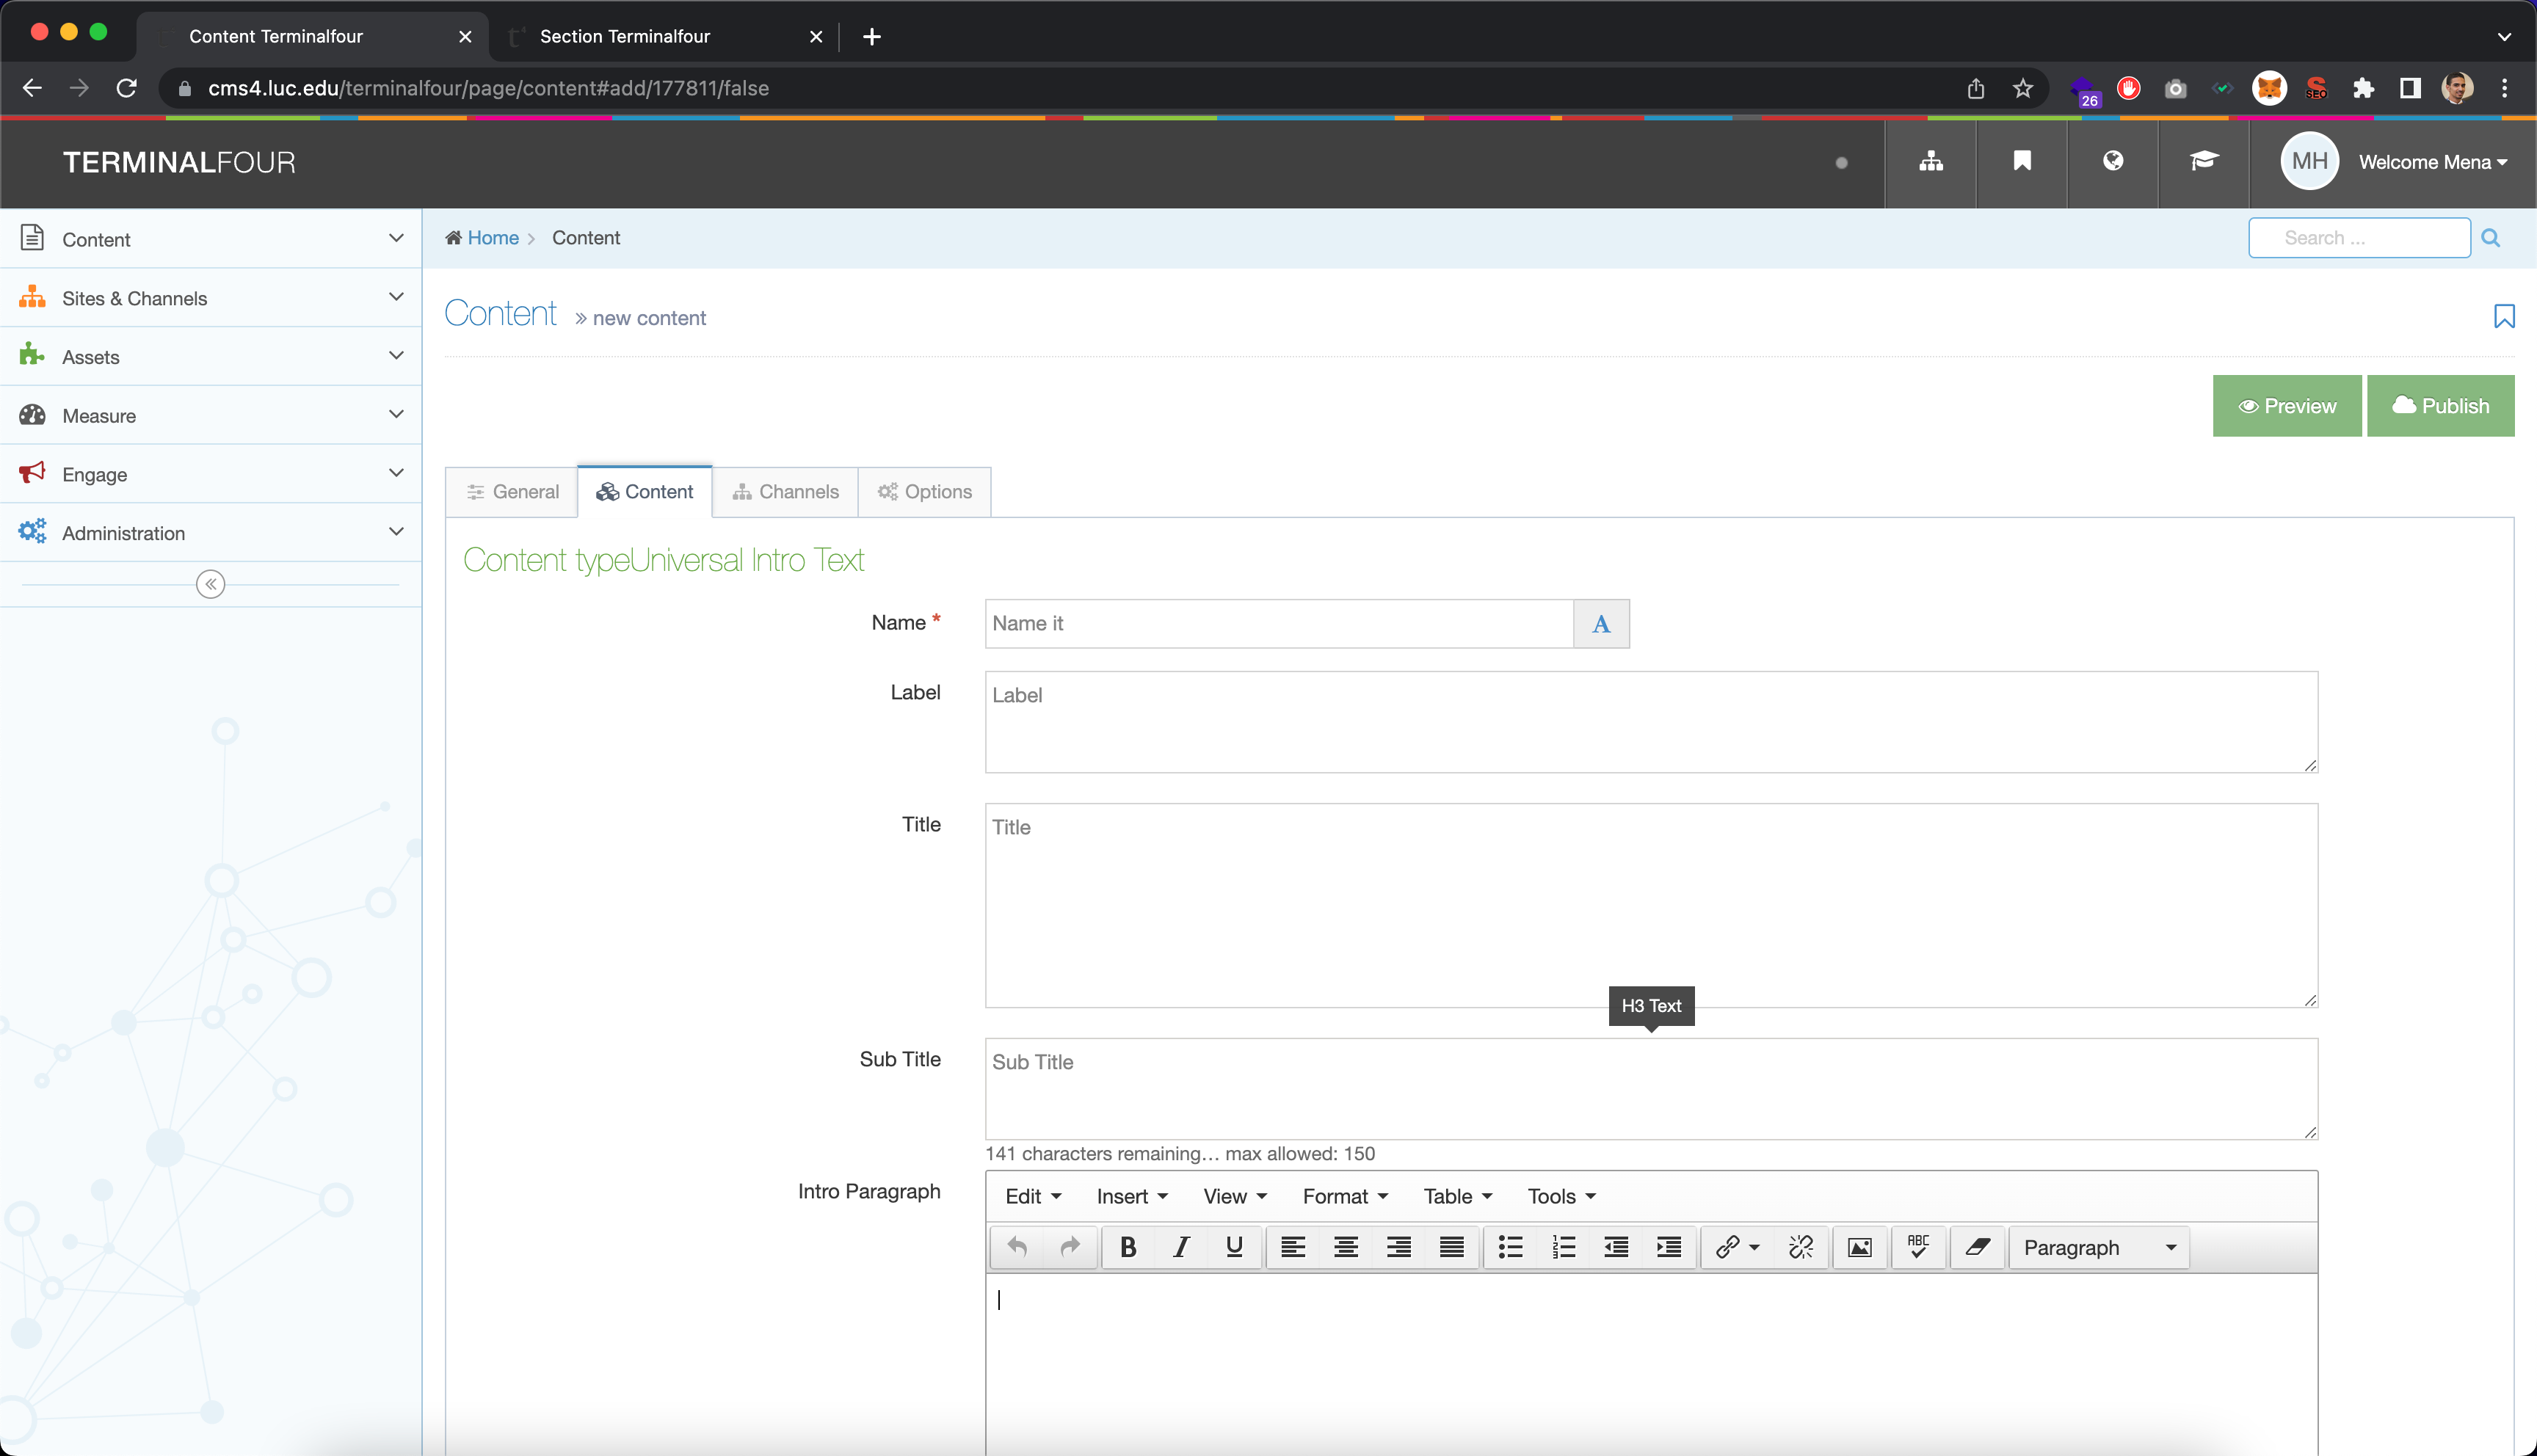 Content Terminalfour
Section Terminalfour
cms4.luc.edu/terminalfour/page/content#add/177811/false
26
SEO
TERMINALFOUR
MH
Welcome Mena
Content
Sites & Channels
Assets
Measure
Engage
Administration
Home
Content
Search ...
Content » new content
Preview
Publish
General
Content
Channels
Options
Content typeUniversal Intro Text
Name *
Name it
A
Label
Label
Title
Title
H3 Text
Sub Title
Sub Title
141 characters remaining... max allowed: 150
Intro Paragraph
Edit
Insert
View
Format
Table
Tools
B
I
U
ABC
Paragraph